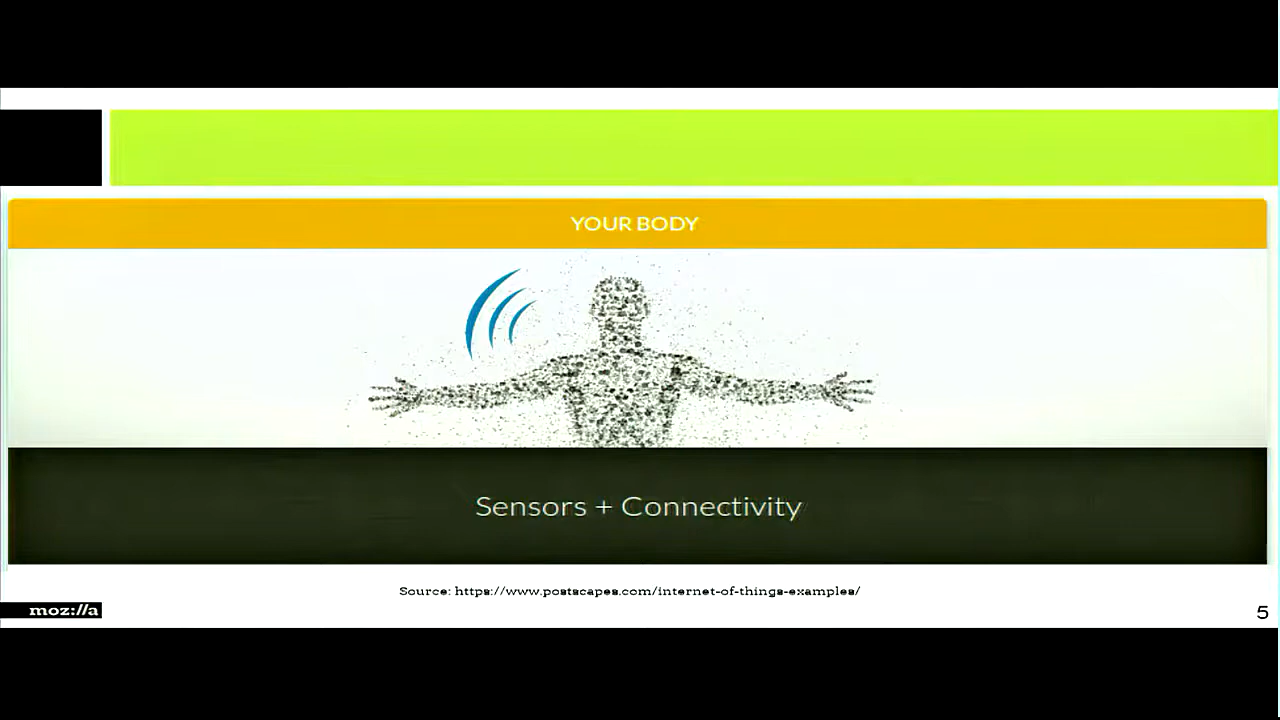 YOUR BODY
Sensors + Connectivity
Source: https://www.postscapes.com/internet-of-things-examples/
moz://a
5